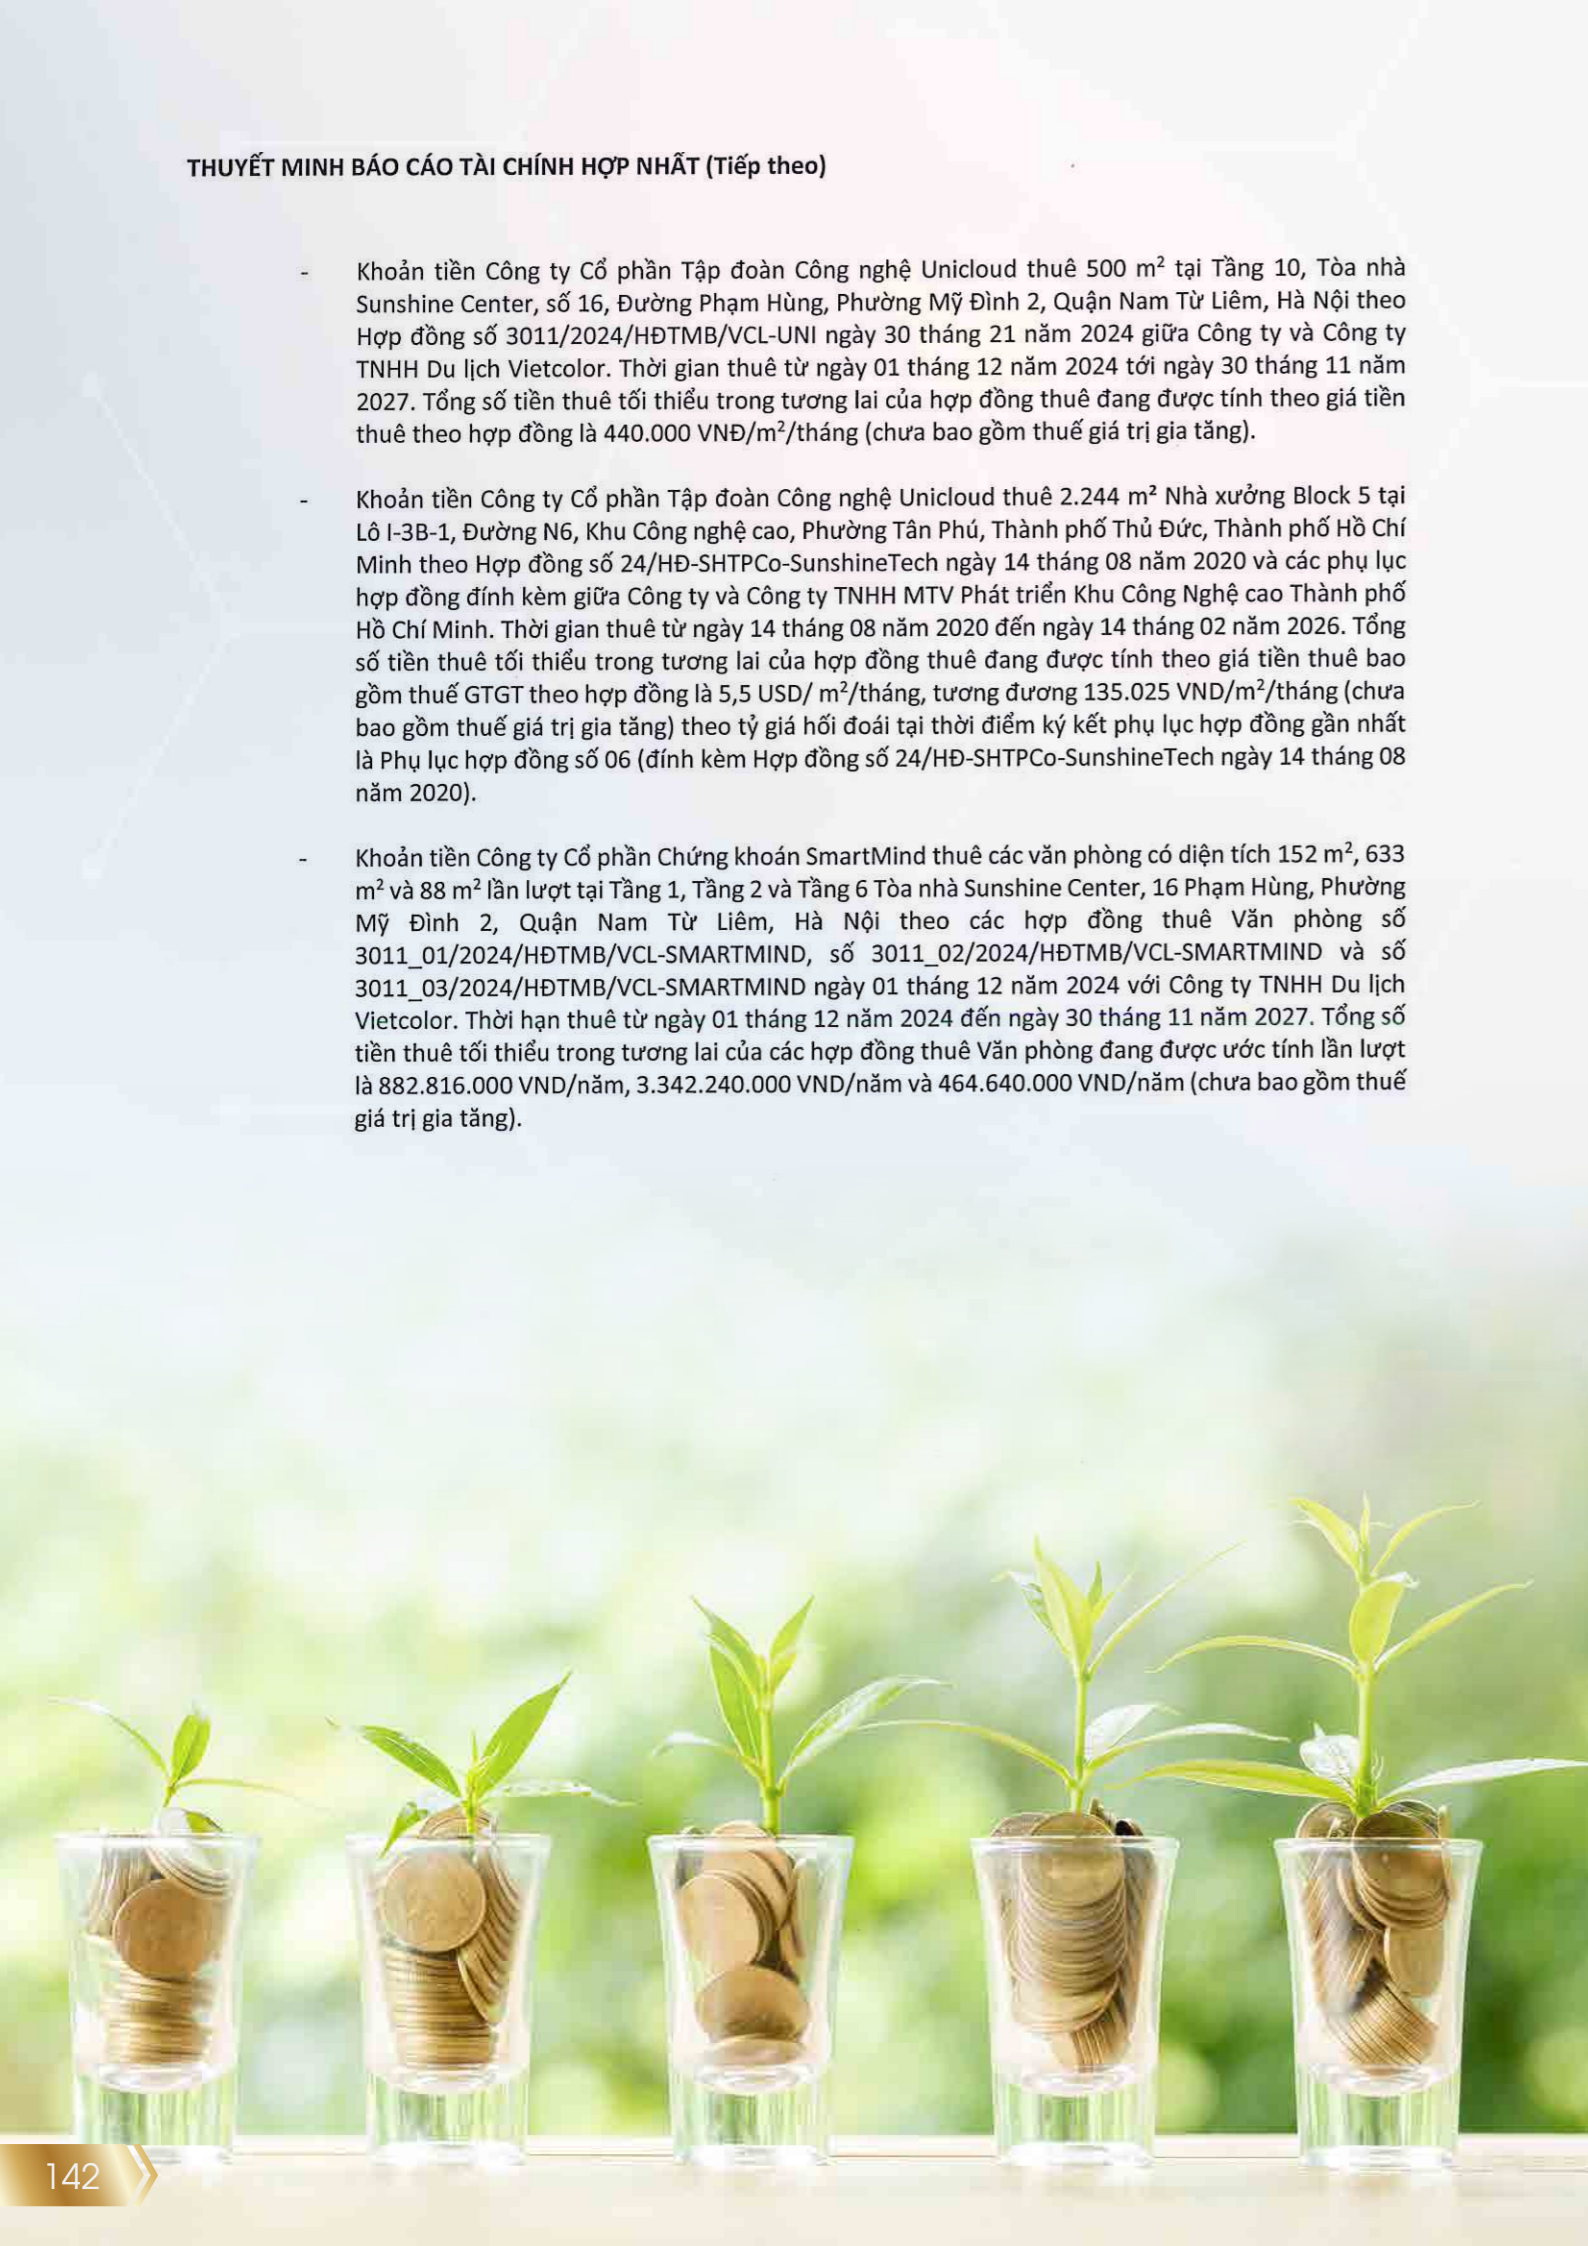 THUYẾT MINH BÁO CÁO TÀI CHÍNH HỢP NHẤT (Tiếp theo)
- Khoản tiền Công ty Cổ phần Tập đoàn Công nghệ Unicloud thuê 500 m² tại Tầng 10, Tòa nhà
Sunshine Center, số 16, Đường Phạm Hùng, Phường Mỹ Đình 2, Quận Nam Từ Liêm, Hà Nội theo
Hợp đồng số 3011/2024/HĐTMB/VCL-UNI ngày 30 tháng 21 năm 2024 giữa Công ty và Công ty
TNHH Du lịch Vietcolor. Thời gian thuê từ ngày 01 tháng 12 năm 2024 tới ngày 30 tháng 11 năm
2027. Tổng số tiền thuê tối thiểu trong tương lai của hợp đồng thuê đang được tính theo giá tiền
thuê theo hợp đồng là 440.000 VNĐ/m²/tháng (chưa bao gồm thuế giá trị gia tăng).
- Khoản tiền Công ty Cổ phần Tập đoàn Công nghệ Unicloud thuê 2.244 m² Nhà xưởng Block 5 tại
Lô I-3B-1, Đường N6, Khu Công nghệ cao, Phường Tân Phú, Thành phố Thủ Đức, Thành phố Hồ Chí
Minh theo Hợp đồng số 24/HĐ-SHTPCo-SunshineTech ngày 14 tháng 08 năm 2020 và các phụ lục
hợp đồng đính kèm giữa Công ty và Công ty TNHH MTV Phát triển Khu Công Nghệ cao Thành phố
Hồ Chí Minh. Thời gian thuê từ ngày 14 tháng 08 năm 2020 đến ngày 14 tháng 02 năm 2026. Tổng
số tiền thuê tối thiểu trong tương lai của hợp đồng thuê đang được tính theo giá tiền thuê bao
gồm thuế GTGT theo hợp đồng là 5,5 USD/ m²/tháng, tương đương 135.025 VND/m²/tháng (chưa
bao gồm thuế giá trị gia tăng) theo tỷ giá hối đoái tại thời điểm ký kết phụ lục hợp đồng gần nhất
là Phụ lục hợp đồng số 06 (đính kèm Hợp đồng số 24/HĐ-SHTPCo-SunshineTech ngày 14 tháng 08
năm 2020).
- Khoản tiền Công ty Cổ phần Chứng khoán SmartMind thuê các văn phòng có diện tích 152 m², 633
m² và 88 m² lần lượt tại Tầng 1, Tầng 2 và Tầng 6 Tòa nhà Sunshine Center, 16 Phạm Hùng, Phường
Mỹ Đình 2, Quận Nam Từ Liêm, Hà Nội theo các hợp đồng thuê Văn phòng số
3011_01/2024/HĐTMB/VCL-SMARTMIND, số 3011_02/2024/HĐTMB/VCL-SMARTMIND và số
3011_03/2024/HĐTMB/VCL-SMARTMIND ngày 01 tháng 12 năm 2024 với Công ty TNHH Du lịch
Vietcolor. Thời hạn thuê từ ngày 01 tháng 12 năm 2024 đến ngày 30 tháng 11 năm 2027. Tổng số
tiền thuê tối thiểu trong tương lai của các hợp đồng thuê Văn phòng đang được ước tính lần lượt
là 882.816.000 VND/năm, 3.342.240.000 VND/năm và 464.640.000 VND/năm (chưa bao gồm thuế
giá trị gia tăng).
142